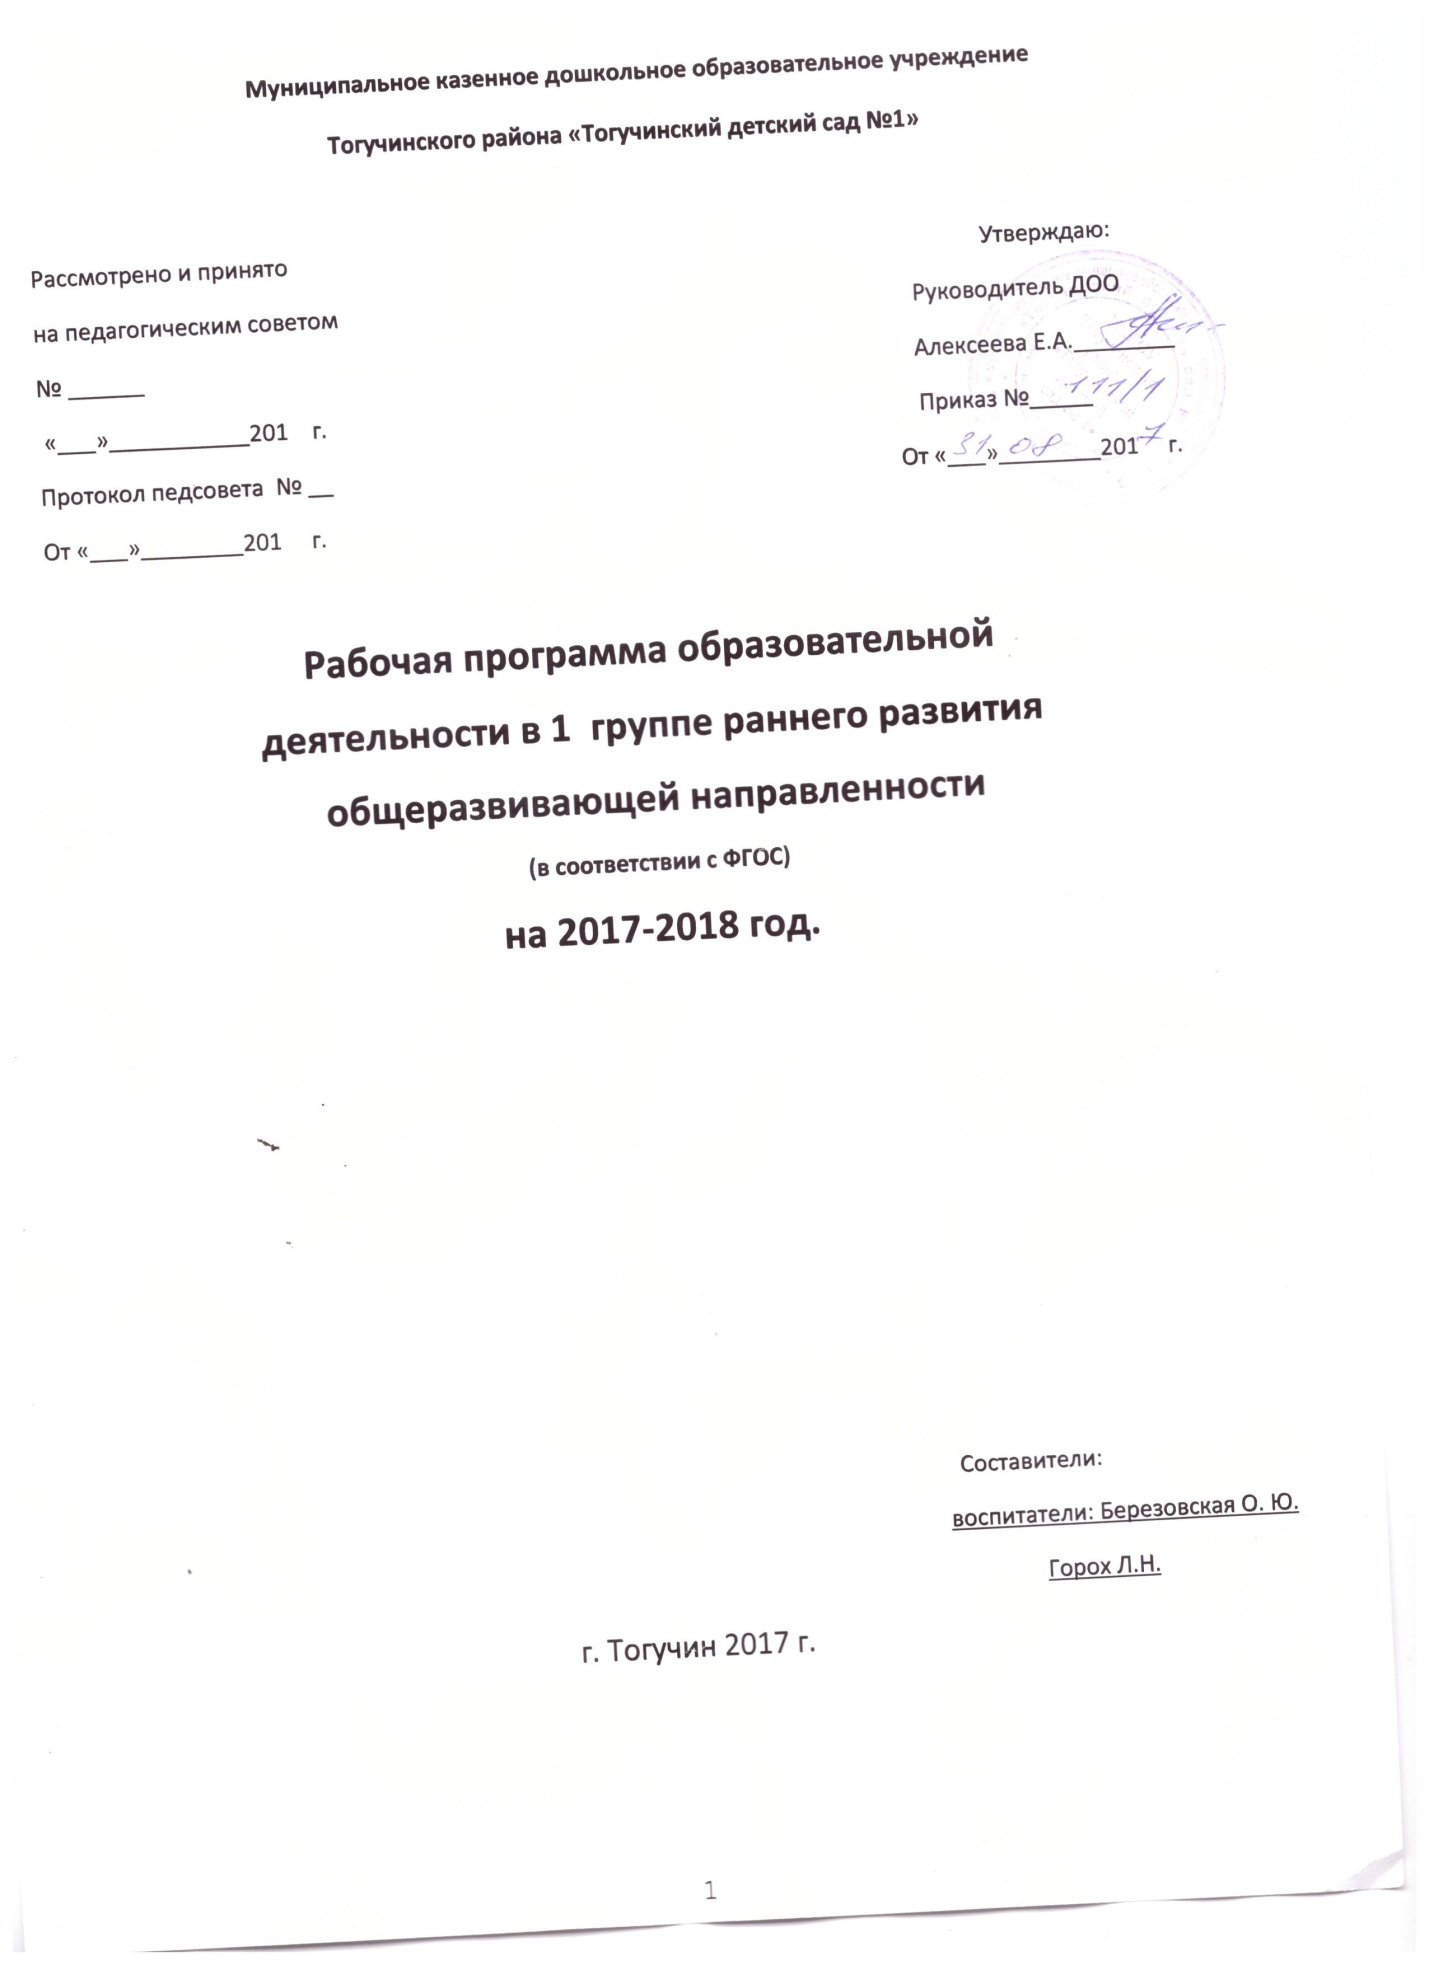 Муниципальное казенное дошкольное образовательное учреждение
Тогучинского района «Тогучинский детский сад №1»
Рассмотрено и принято
на педагогическим советом
№ ______
«___»___________201    г.
Протокол педсовета  № __
От «___»________201    г.
Утверждаю:
Руководитель ДОО
Алексеева Е.А.________
Приказ № 111/1
От «31» 08 2017 г.
Рабочая программа образовательной
деятельности в 1  группе раннего развития
общеразвивающей направленности
(в соответствии с ФГОС)
на 2017-2018 год.
Составители:
воспитатели: Березовская О. Ю.
Горох Л.Н.
г. Тогучин 2017 г.
1